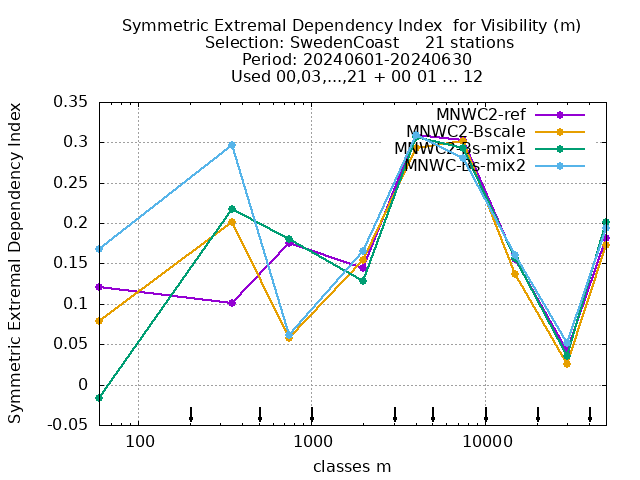 Symmetric Extremal Dependency Index  for Visibility (m)
Selection: SwedenCoast     21 stations
Period: 20240601-20240630
Used 00,03,...,21 + 00 01 ... 12
Symmetric Extremal Dependency Index
0.35
0.3
0.25
0.2
0.15
0.1
0.05
0
-0.05
MNWC2-ref
MNWC2-Bscale
MNWC2-Bs-mix1
MNWC-Bs-mix2
100
1000
10000
classes m